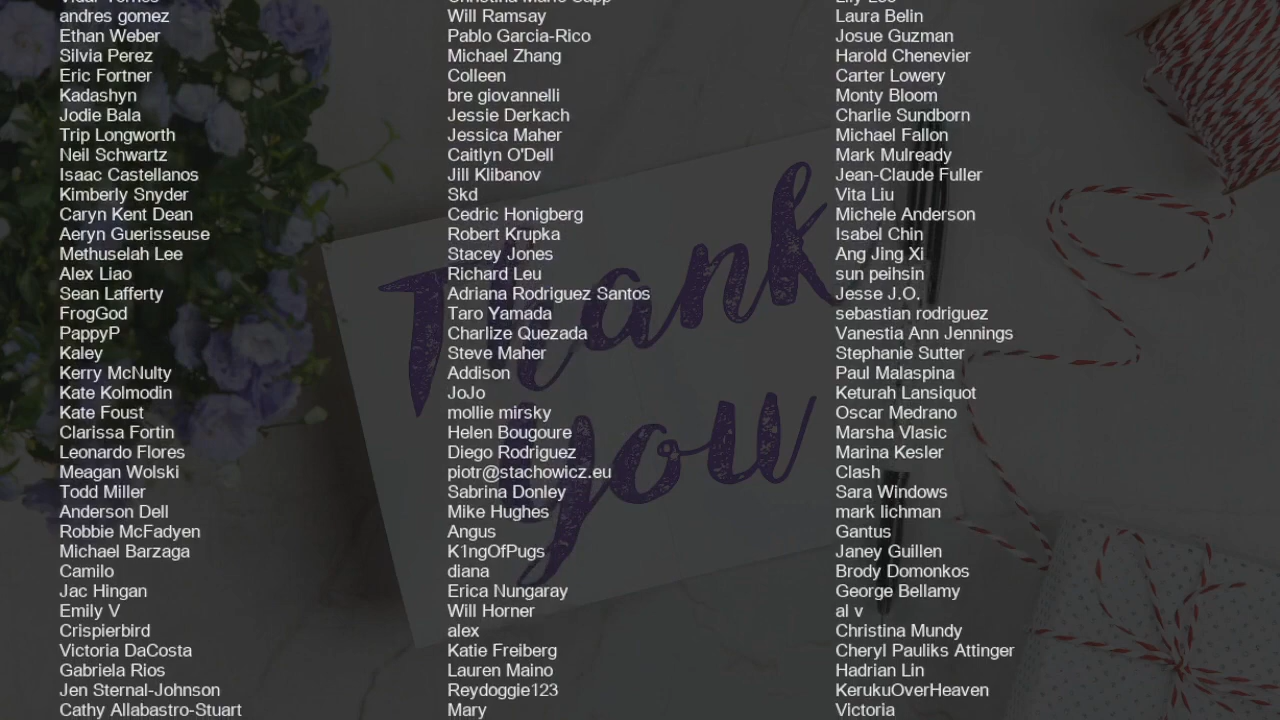 andres gomez
Ethan Weber
Silvia Perez
Eric Fortner
Kadashyn
Jodie Bala
Trip Longworth
Neil Schwartz
Isaac Castellanos
Kimberly Snyder
Caryn Kent Dean
Aeryn Guerisseuse
Methuselah Lee
Alex Liao
Sean Lafferty
FrogGod
PappyP
Kaley
Kerry McNulty
Kate Kolmodin
Kate Foust
Clarissa Fortin
Leonardo Flores
Meagan Wolski
Todd Miller
Anderson Dell
Robbie McFadyen
Michael Barzaga
Camilo
Jac Hingan
Emily V
Crispierbird
Victoria DaCosta
Gabriela Rios
Jen Sternal-Johnson
Cathy Allabastro-Stuart
Will Ramsay
Pablo Garcia-Rico
Michael Zhang
Colleen
bre giovannelli
Jessie Derkach
Jessica Maher
Caitlyn O'Dell
Jill Klibanov
Skd
Cedric Honigberg
Robert Krupka
Stacey Jones
Richard Leu
Adriana Rodriguez Santos
Taro Yamada
Charlize Quezada
Steve Maher
Addison
JoJo
mollie mirsky
Helen Bougoure
Diego Rodriguez
piotr@stachowicz.eu
Sabrina Donley
Mike Hughes
Angus
K1ngOfPugs
diana
Erica Nungaray
Will Horner
alex
Katie Freiberg
Lauren Maino
Reydoggie123
Mary
Laura Belin
Josue Guzman
Harold Chenevier
Carter Lowery
Monty Bloom
Charlie Sundborn
Michael Fallon
Mark Mulready
Jean-Claude Fuller
Vita Liu
Michele Anderson
Isabel Chin
Ang Jing Xi
sun peihsin
Jesse J.O.
sebastian rodriguez
Vanestia Ann Jennings
Stephanie Sutter
Paul Malaspina
Keturah Lansiquot
Oscar Medrano
Marsha Vlasic
Marina Kesler
Clash
Sara Windows
mark lichman
Gantus
Janey Guillen
Brody Domonkos
George Bellamy
al v
Christina Mundy
Cheryl Pauliks Attinger
Hadrian Lin
KerukuOverHeaven
Victoria
Thank
you